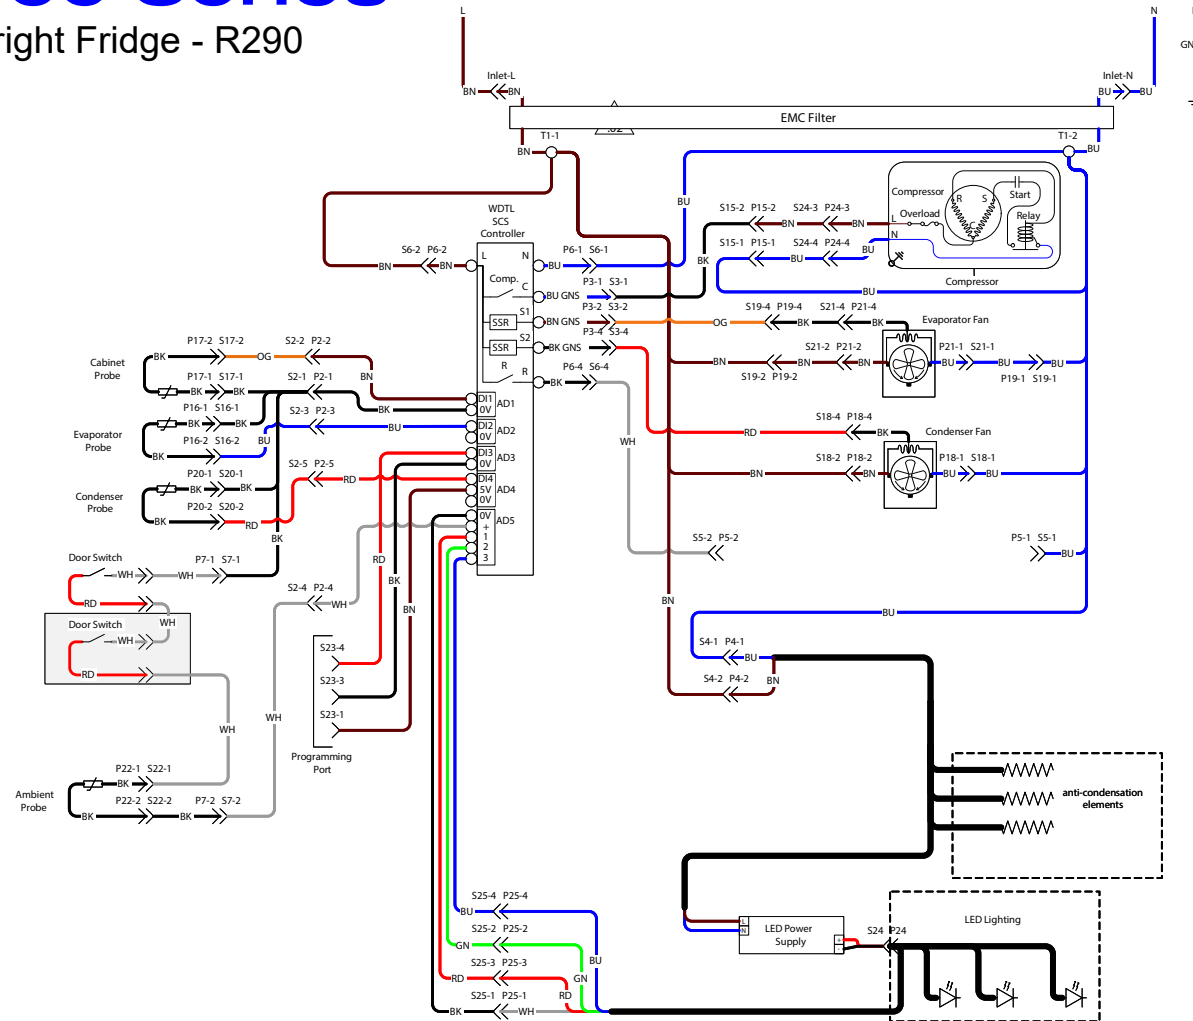 right Fridge - R290
L
N
GN
Inlet-L
BN
BN
Inlet-N
BU
BU
EMC Filter
T1-1
BN
T1-2
BU
WDTL
SCS
Controller
S6-2 P6-2
BN
BN
L
N
P6-1 S6-1
BU
BU
Comp.
C
P3-1 S3-1
BU GNS
BK
S1
SSR
P3-2 S3-2
BN GNS
OG
S2
SSR
P3-4 S3-4
BK GNS
R
R
P6-4 S6-4
BK
WH
S15-2 P15-2
BN
S24-3 P24-3
BN
S15-1 P15-1
BU
S24-4 P24-4
BU
BU
Compressor
R
S
C
Start
Overload
Relay
L
N
Compressor
S19-4 P19-4
BK
S21-4 P21-4
BK
Evaporator Fan
BN
S19-2 P19-2
BN
S21-2 P21-2
BN
P21-1 S21-1
BU
BU
P19-1 S19-1
BU
RD
S18-4 P18-4
BK
Condenser Fan
BN
S18-2 P18-2
BN
P18-1 S18-1
BU
BU
S5-2 P5-2
P5-1 S5-1
BU
BN
BU
S4-1 P4-1
BU
S4-2 P4-2
BN
Cabinet
Probe
BK
P17-2 S17-2
OG
S2-2 P2-2
BN
P17-1 S17-1
BK
BK
S2-1 P2-1
BK
Evaporator
Probe
P16-1 S16-1
BK
BK
S2-3 P2-3
BU
P16-2 S16-2
BK
BU
Condenser
Probe
P20-1 S20-1
BK
BK
S2-5 P2-5
RD
P20-2 S20-2
BK
RD
BK
DI1
0V
AD1
DI2
0V
AD2
DI3
0V
AD3
DI4
5V
0V
AD4
0V
+
1
2
3
AD5
Door Switch
WH
WH
P7-1 S7-1
RD
WH
Door Switch
WH
RD
WH
S2-4 P2-4
WH
WH
RD
BK
BN
S23-4
S23-3
S23-1
Programming
Port
Ambient
Probe
P22-1 S22-1
BK
P22-2 S22-2
BK
BK
P7-2 S7-2
anti-condensation
elements
S25-4 P25-4
BU
BU
S25-2 P25-2
GN
GN
S25-3 P25-3
RD
RD
S25-1 P25-1
BK
WH
L
N
LED Power
Supply
+
-
S24 P24
LED Lighting